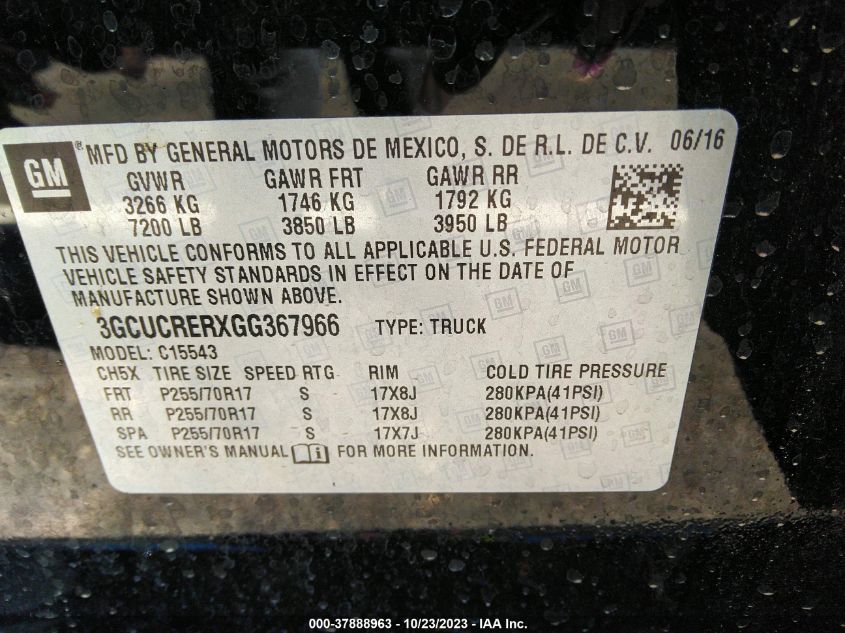 GM ® MFD BY GENERAL MOTORS DE MEXICO, S. DE R.L. DE C.V. 06/16
GVWR GAWR FRT GAWR RR
3266 KG 1746 KG 1792 KG
7200 LB 3850 LB 3950 LB
THIS VEHICLE CONFORMS TO ALL APPLICABLE U.S. FEDERAL MOTOR
VEHICLE SAFETY STANDARDS IN EFFECT ON THE DATE OF
MANUFACTURE SHOWN ABOVE.
3GCUCRERXGG367966 TYPE: TRUCK
MODEL: C15543
CH5X TIRE SIZE SPEED RTG RIM COLD TIRE PRESSURE
FRT P255/70R17 S 17X8J 280KPA(41PSI)
RR P255/70R17 S 17X8J 280KPA(41PSI)
SPA P255/70R17 S 17X7J 280KPA(41PSI)
SEE OWNER'S MANUAL i FOR MORE INFORMATION.
000-37888963 - 10/23/2023 - IAA Inc.